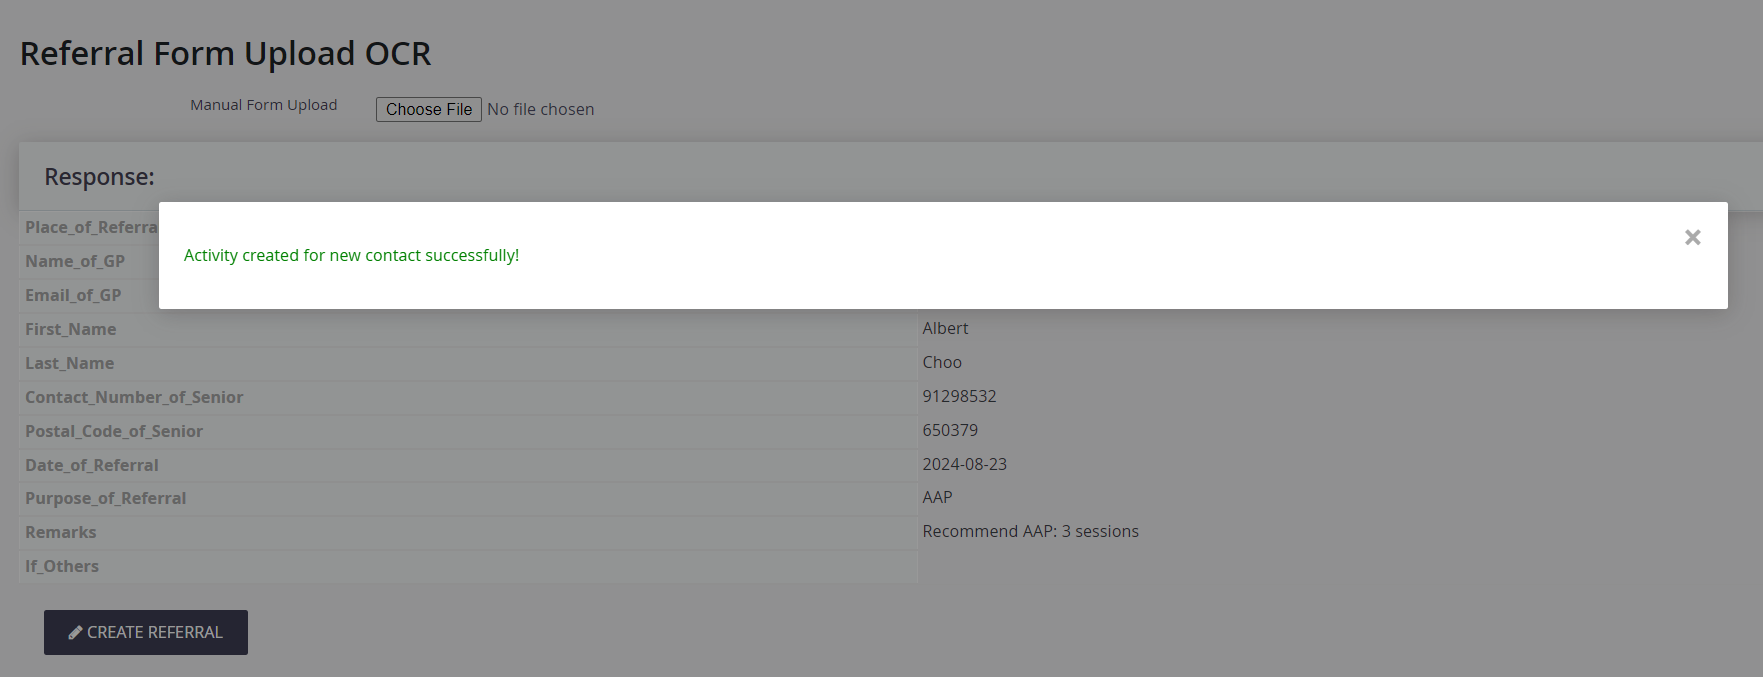 Referral Form Upload OCR
Manual Form Upload Choose File No file chosen
Response:
Place_of_Referra
Activity created for new contact successfully! ×
Name_of_GP
Email_of_GP
First_Name Albert
Last_Name Choo
Contact_Number_of_Senior 91298532
Postal_Code_of_Senior 650379
Date_of_Referral 2024-08-23
Purpose_of_Referral AAP
Remarks Recommend AAP: 3 sessions
If_Others
CREATE REFERRAL